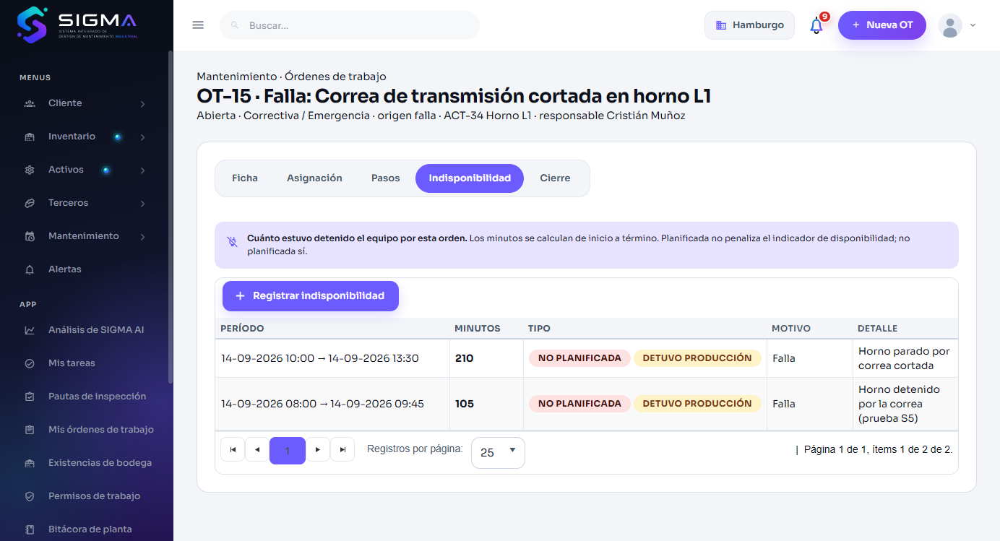 SIGMA
SISTEMA INTEGRADO DE
GESTIÓN DE MANTENIMIENTO INDUSTRIAL
Buscar...
Hamburgo
9
+ Nueva OT
MENUS
Cliente
Inventario
Activos
Terceros
Mantenimiento
Alertas
APP
Análisis de SIGMA AI
Mis tareas
Pautas de inspección
Mis órdenes de trabajo
Existencias de bodega
Permisos de trabajo
Bitácora de planta
Mantenimiento · Órdenes de trabajo
OT-15 · Falla: Correa de transmisión cortada en horno L1
Abierta · Correctiva / Emergencia · origen falla · ACT-34 Horno L1 · responsable Cristián Muñoz
Ficha Asignación Pasos Indisponibilidad Cierre
Cuánto estuvo detenido el equipo por esta orden. Los minutos se calculan de inicio a término. Planificada no penaliza el indicador de disponibilidad; no
planificada sí.
+ Registrar indisponibilidad
PERÍODO MINUTOS TIPO MOTIVO DETALLE
14-09-2026 10:00 → 14-09-2026 13:30 210 NO PLANIFICADA DETUVO PRODUCCIÓN Falla Horno parado por
correa cortada
14-09-2026 08:00 → 14-09-2026 09:45 105 NO PLANIFICADA DETUVO PRODUCCIÓN Falla Horno detenido
por la correa
(prueba S5)
1 Registros por página: 25 | Página 1 de 1, ítems 1 de 2 de 2.